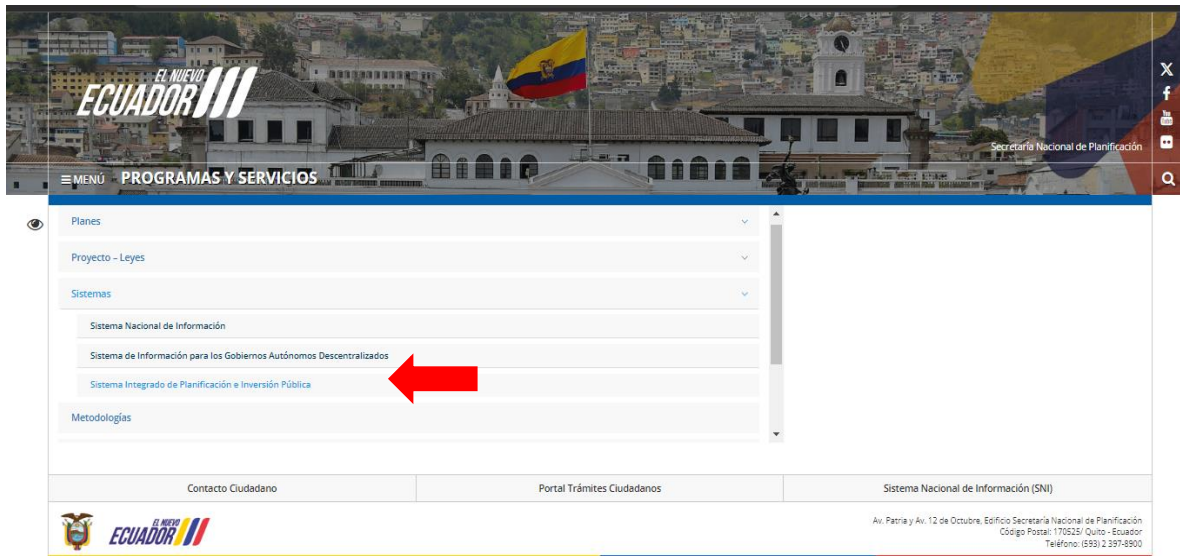 EL NUEVO
ECUADOR
Secretaría Nacional de Planificación
MENÚ
PROGRAMAS Y SERVICIOS
Planes
Proyecto – Leyes
Sistemas
Sistema Nacional de Información
Sistema de Información para los Gobiernos Autónomos Descentralizados
Sistema Integrado de Planificación e Inversión Pública
Metodologías
Contacto Ciudadano
Portal Trámites Ciudadanos
Sistema Nacional de Información (SNI)
EL NUEVO
ECUADOR
Av. Patria y Av. 12 de Octubre, Edificio Secretaría Nacional de Planificación
Código Postal: 170525/ Quito - Ecuador
Teléfono: (593) 2 397-8900